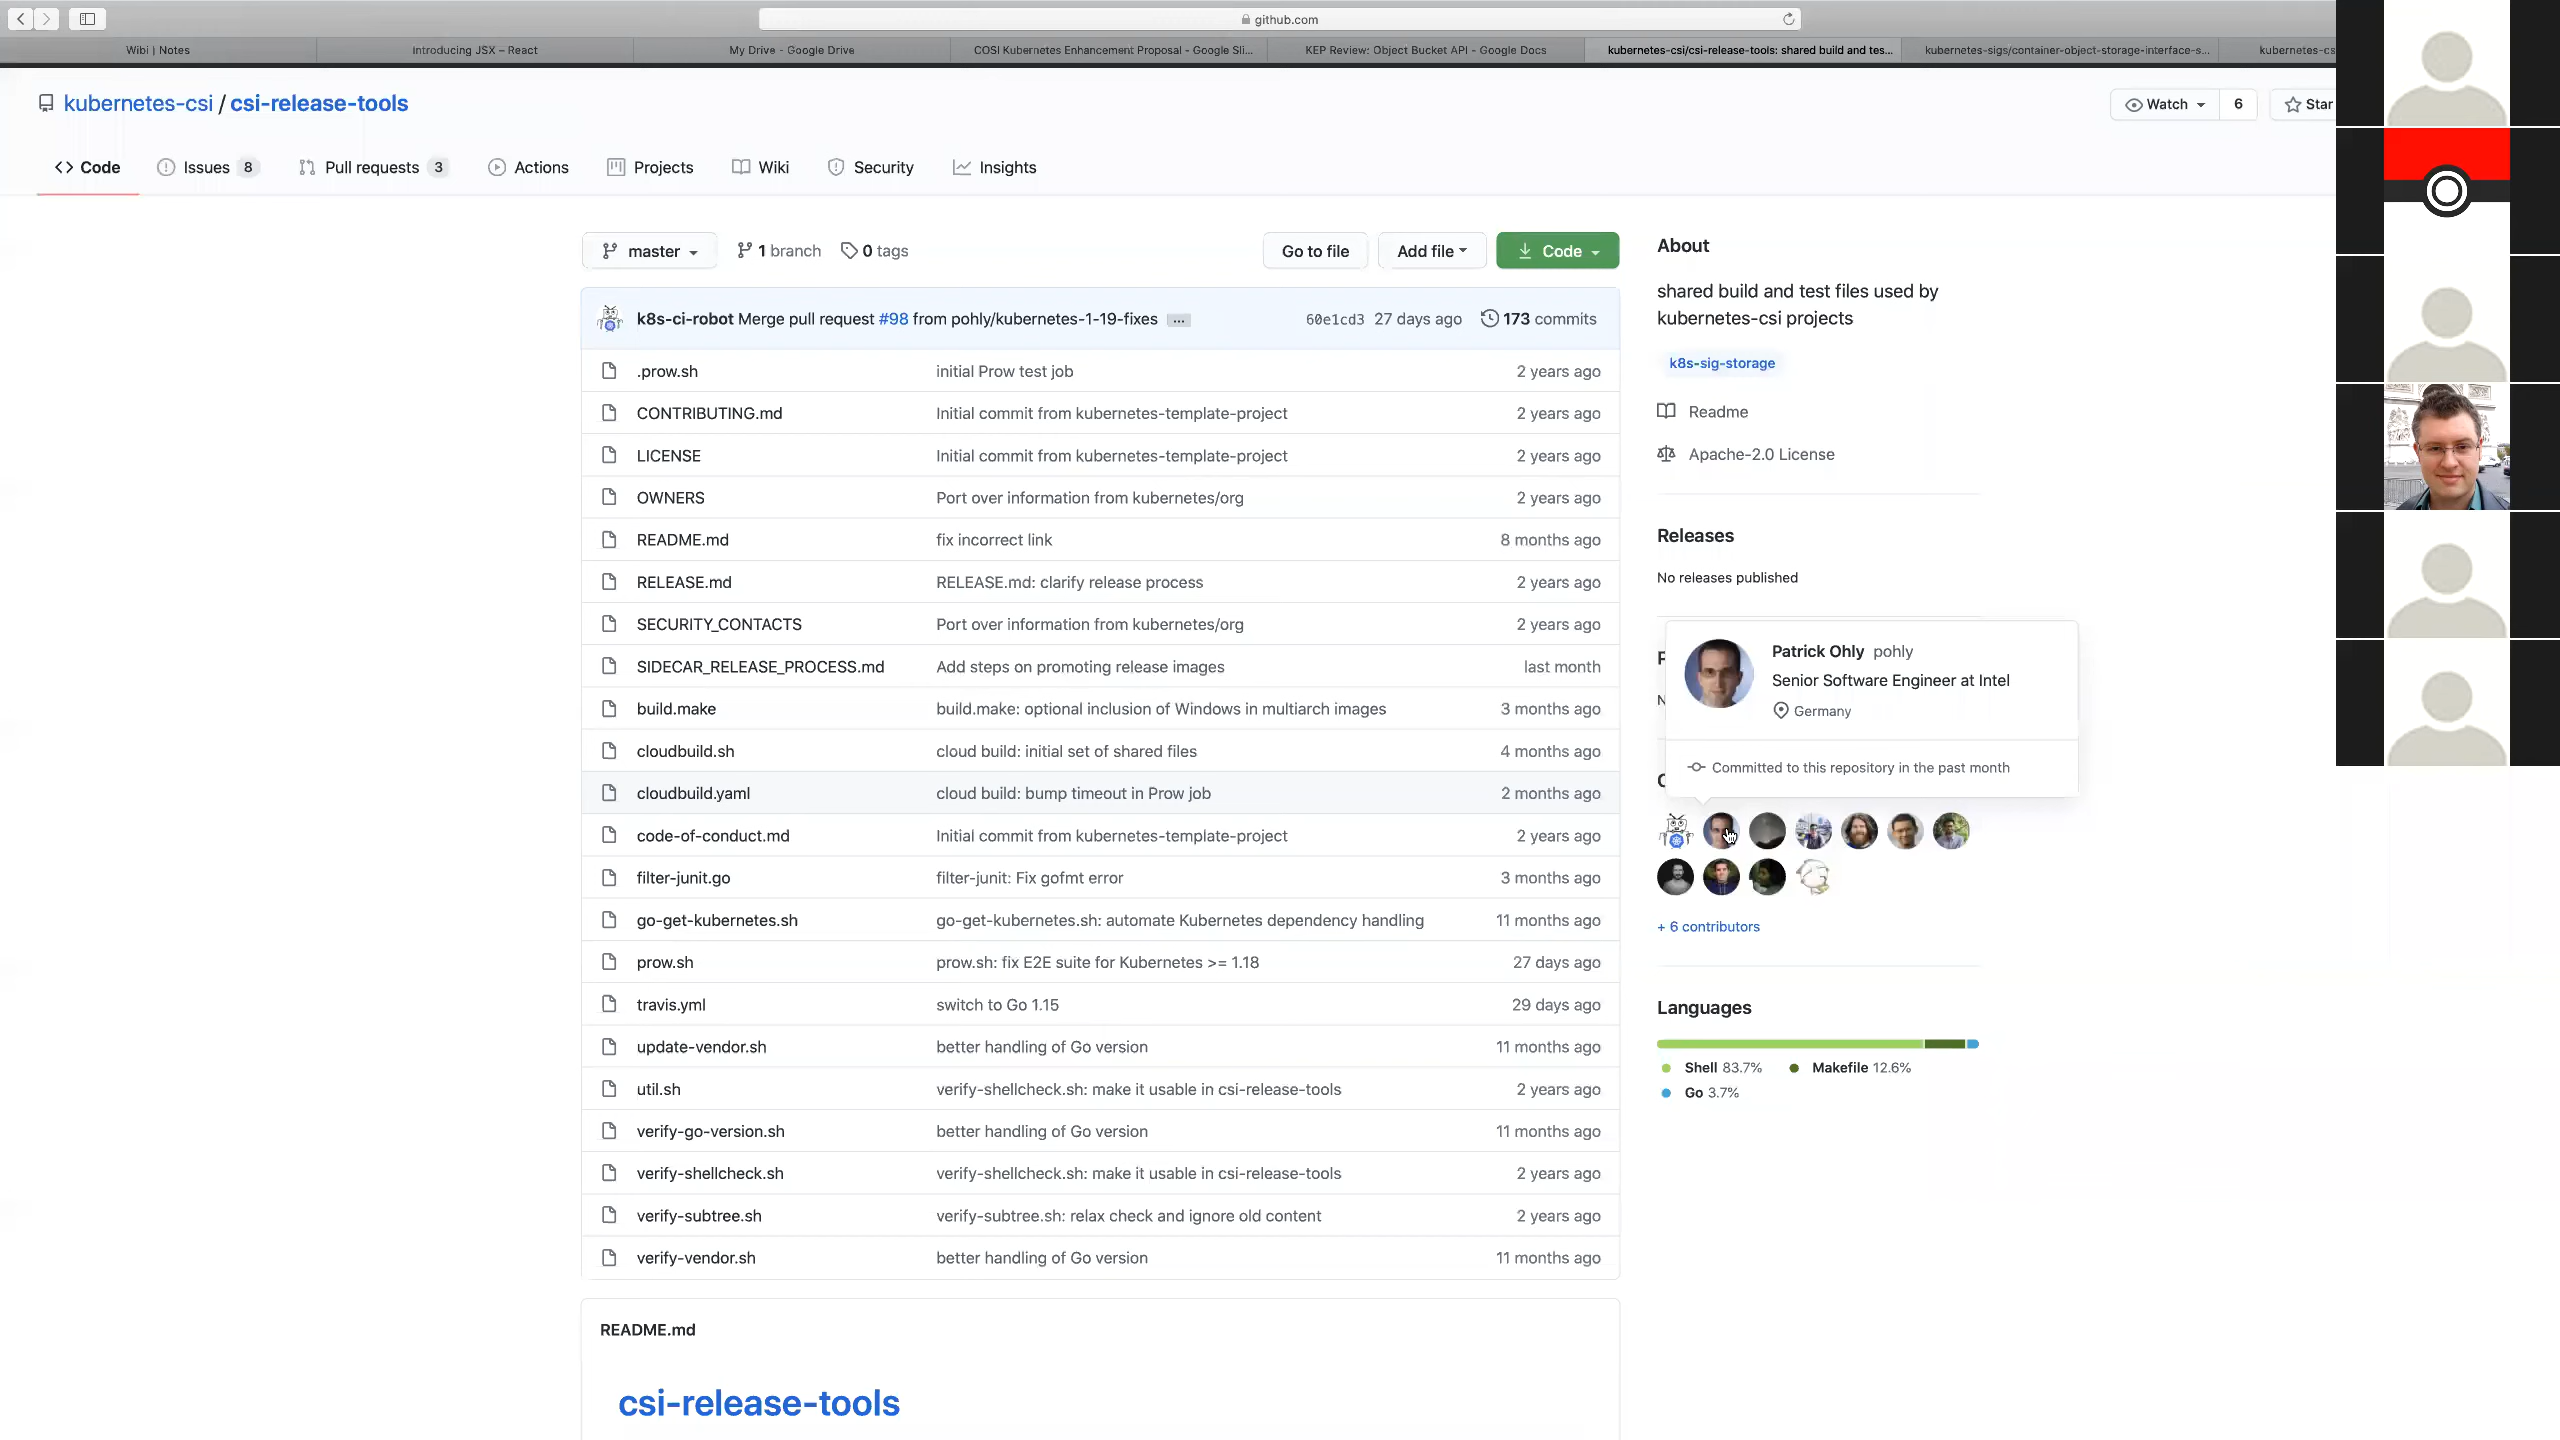 github.com
Wibi | Notes
Introducing JSX – React
My Drive - Google Drive
COSI Kubernetes Enhancement Proposal - Google Sli...
KEP Review: Object Bucket API - Google Docs
kubernetes-csi/csi-release-tools: shared build and tes...
kubernetes-sigs/container-object-storage-interface-s...
kubernetes-cs
kubernetes-csi / csi-release-tools
Watch 6
Star
Code
Issues 8
Pull requests 3
Actions
Projects
Wiki
Security
Insights
master
1 branch
0 tags
Go to file
Add file
Code
k8s-ci-robot Merge pull request #98 from pohly/kubernetes-1-19-fixes ... 60e1cd3 27 days ago 173 commits
.prow.sh initial Prow test job 2 years ago
CONTRIBUTING.md Initial commit from kubernetes-template-project 2 years ago
LICENSE Initial commit from kubernetes-template-project 2 years ago
OWNERS Port over information from kubernetes/org 2 years ago
README.md fix incorrect link 8 months ago
RELEASE.md RELEASE.md: clarify release process 2 years ago
SECURITY_CONTACTS Port over information from kubernetes/org 2 years ago
SIDECAR_RELEASE_PROCESS.md Add steps on promoting release images last month
build.make build.make: optional inclusion of Windows in multiarch images 3 months ago
cloudbuild.sh cloud build: initial set of shared files 4 months ago
cloudbuild.yaml cloud build: bump timeout in Prow job 2 months ago
code-of-conduct.md Initial commit from kubernetes-template-project 2 years ago
filter-junit.go filter-junit: Fix gofmt error 3 months ago
go-get-kubernetes.sh go-get-kubernetes.sh: automate Kubernetes dependency handling 11 months ago
prow.sh prow.sh: fix E2E suite for Kubernetes >= 1.18 27 days ago
travis.yml switch to Go 1.15 29 days ago
update-vendor.sh better handling of Go version 11 months ago
util.sh verify-shellcheck.sh: make it usable in csi-release-tools 2 years ago
verify-go-version.sh better handling of Go version 11 months ago
verify-shellcheck.sh verify-shellcheck.sh: make it usable in csi-release-tools 2 years ago
verify-subtree.sh verify-subtree.sh: relax check and ignore old content 2 years ago
verify-vendor.sh better handling of Go version 11 months ago
README.md
csi-release-tools
About
shared build and test files used by
kubernetes-csi projects
k8s-sig-storage
Readme
Apache-2.0 License
Releases
No releases published
Patrick Ohly pohly
Senior Software Engineer at Intel
Germany
Committed to this repository in the past month
+ 6 contributors
Languages
Shell 83.7% Makefile 12.6%
Go 3.7%